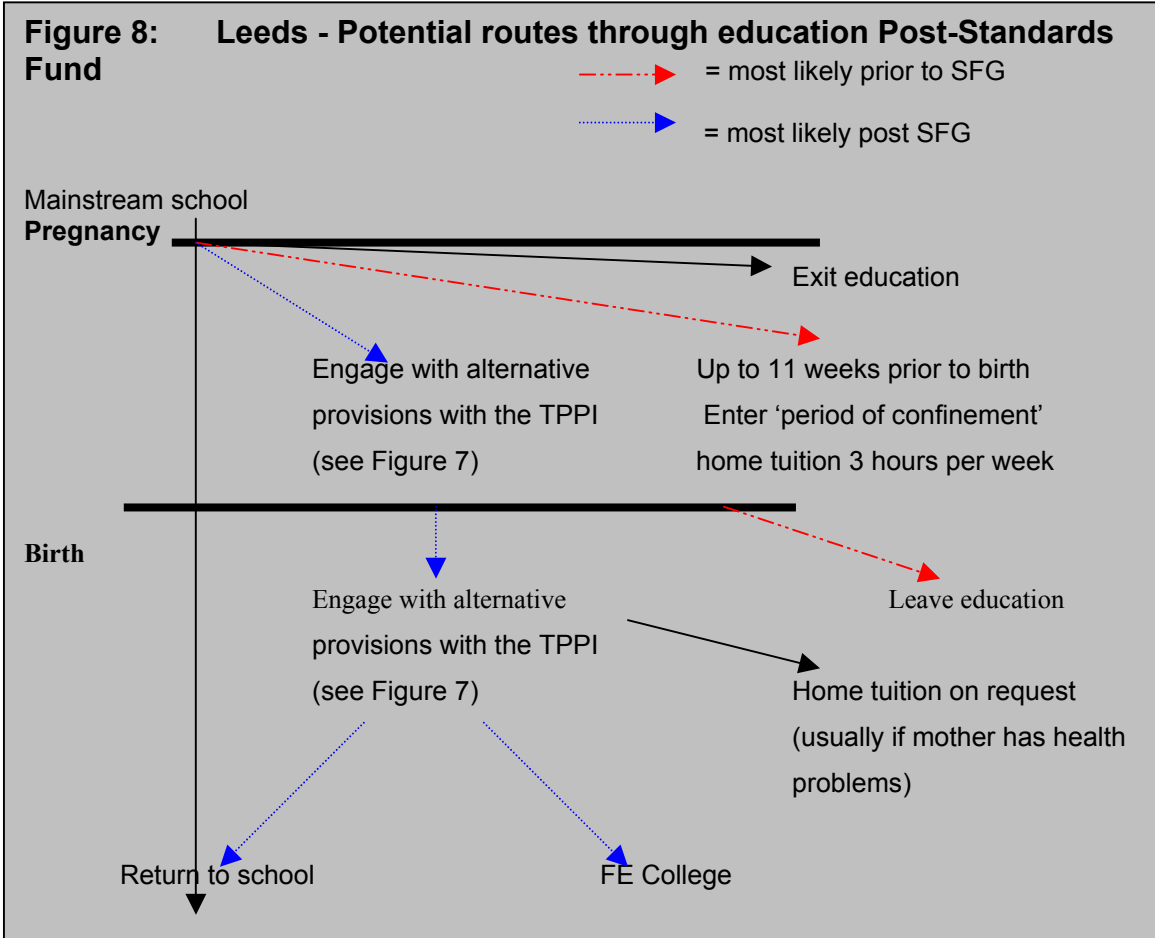 Figure 8: Leeds - Potential routes through education Post-Standards
Fund
= most likely prior to SFG
= most likely post SFG
Mainstream school
Pregnancy
Exit education
Engage with alternative
provisions with the TPPI
(see Figure 7)
Up to 11 weeks prior to birth
Enter ‘period of confinement’
home tuition 3 hours per week
Birth
Engage with alternative
provisions with the TPPI
(see Figure 7)
Leave education
Home tuition on request
(usually if mother has health
problems)
Return to school
FE College